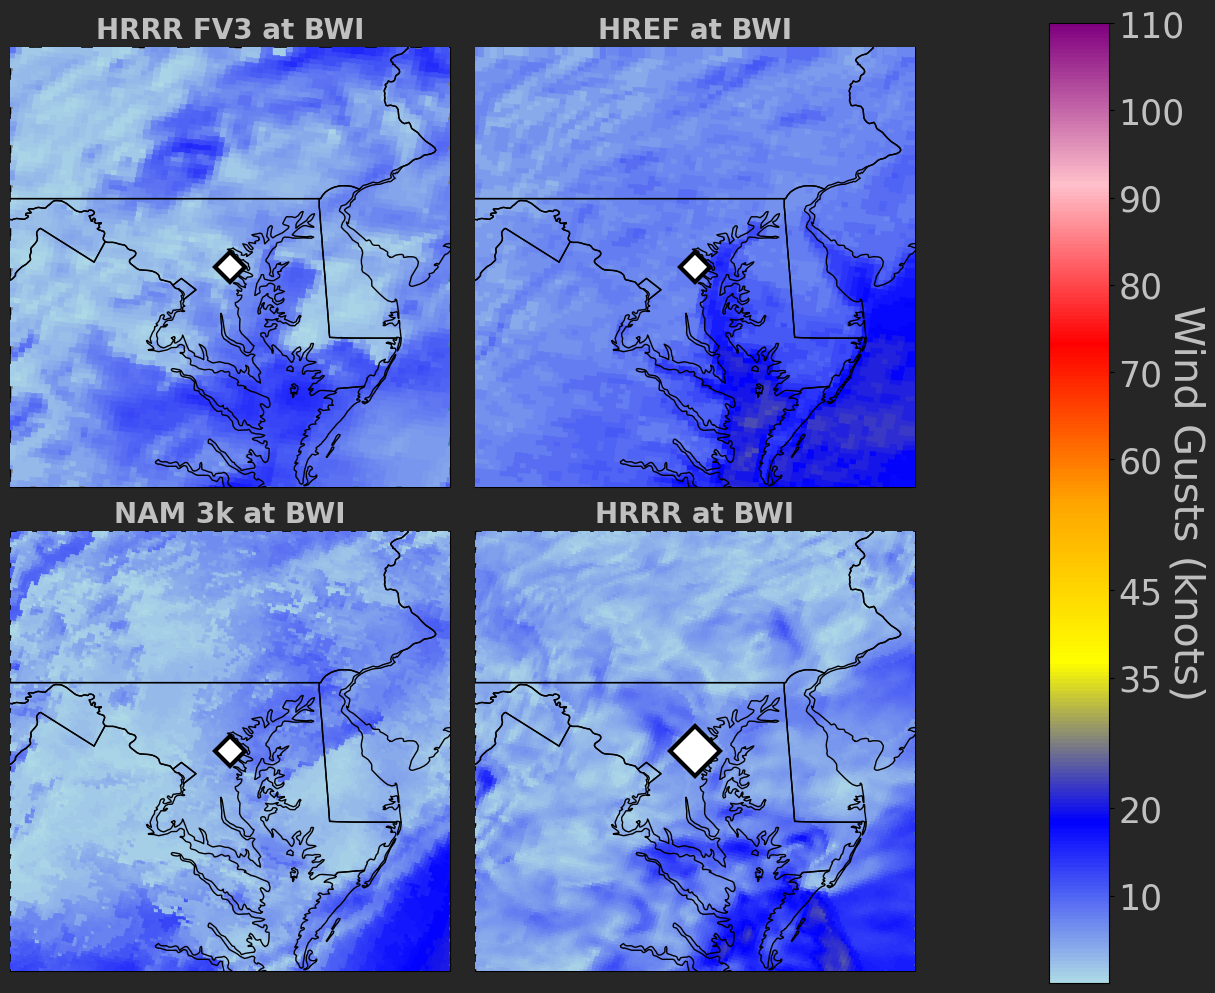 HRRR FV3 at BWI
HREF at BWI
NAM 3k at BWI
HRRR at BWI
110
100
90
80
70
60
45
35
20
10
Wind Gusts (knots)